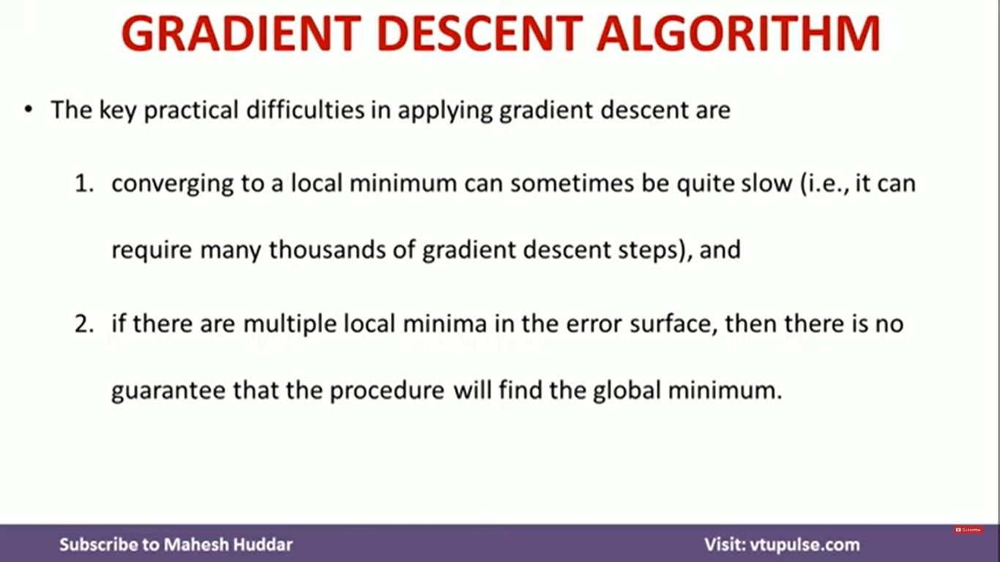 GRADIENT DESCENT ALGORITHM
• The key practical difficulties in applying gradient descent are
1. converging to a local minimum can sometimes be quite slow (i.e., it can
require many thousands of gradient descent steps), and
2. if there are multiple local minima in the error surface, then there is no
guarantee that the procedure will find the global minimum.
Subscribe
Subscribe to Mahesh Huddar
Visit: vtupulse.com